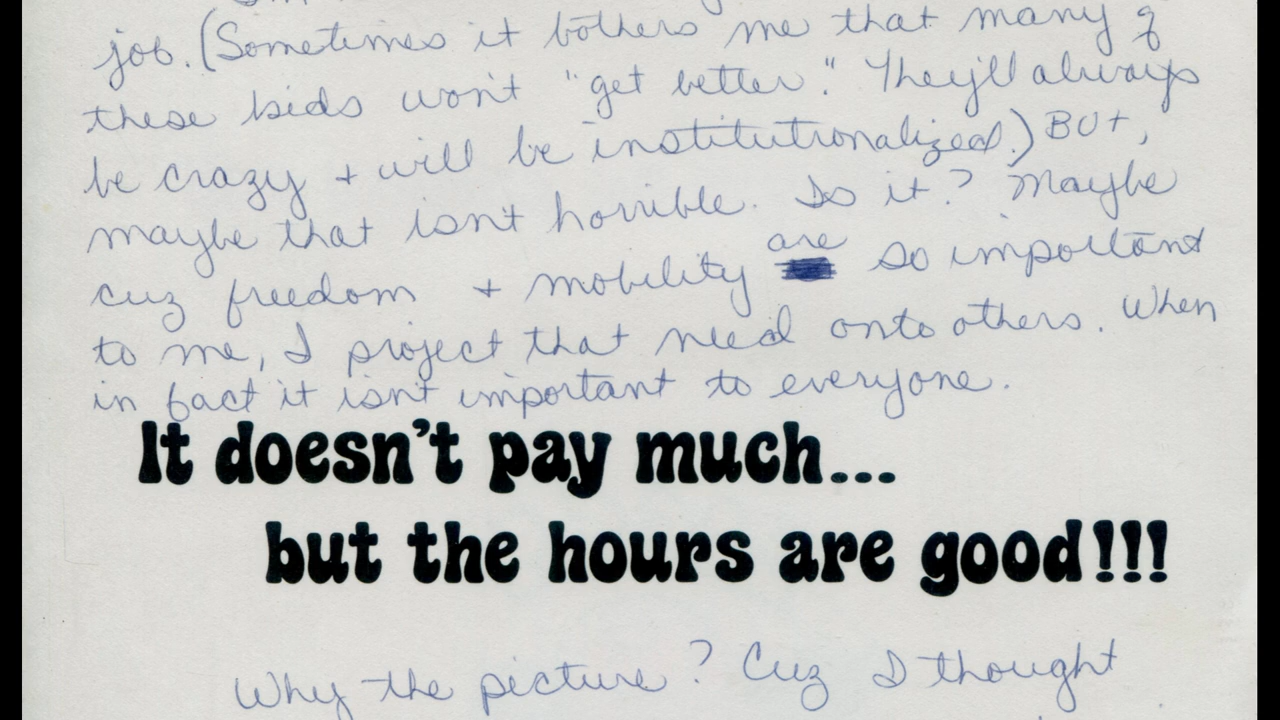 job. (Sometimes it bothers me that many of
these kids won't "get better." They'll always
be crazy + will be institutionalized.) BUT,
maybe that isn't horrible. Is it? Maybe
cuz freedom + mobility are so important
to me, I project that need onto others. When
in fact it isn't important to everyone.
It doesn't pay much...
but the hours are good!!!
Why the picture? Cuz I thought